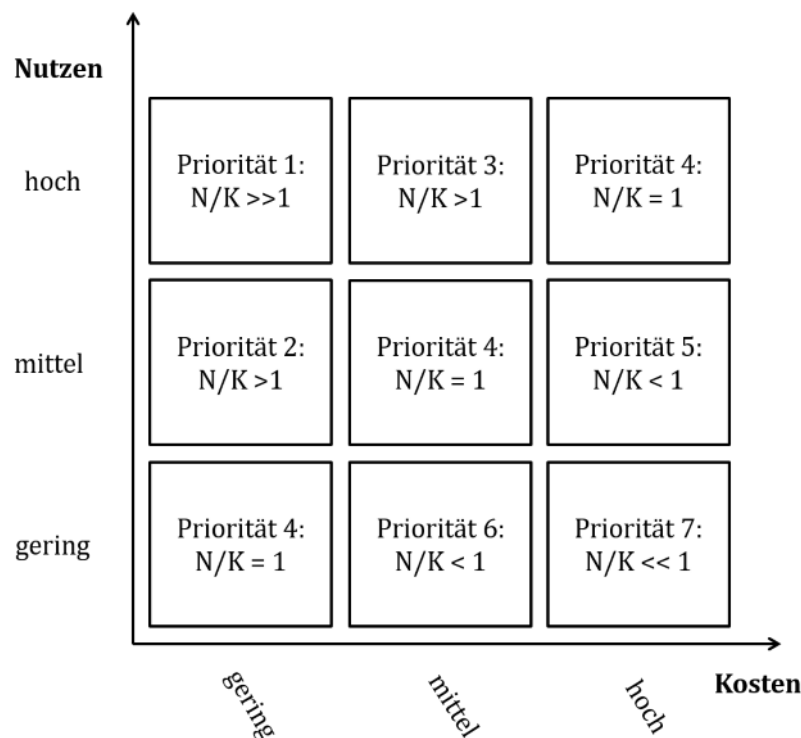 Nutzen
hoch
Priorität 1:
N/K >>1
Priorität 3:
N/K >1
Priorität 4:
N/K = 1
mittel
Priorität 2:
N/K >1
Priorität 4:
N/K = 1
Priorität 5:
N/K < 1
gering
Priorität 4:
N/K = 1
Priorität 6:
N/K < 1
Priorität 7:
N/K << 1
gering
mittel
hoch
Kosten